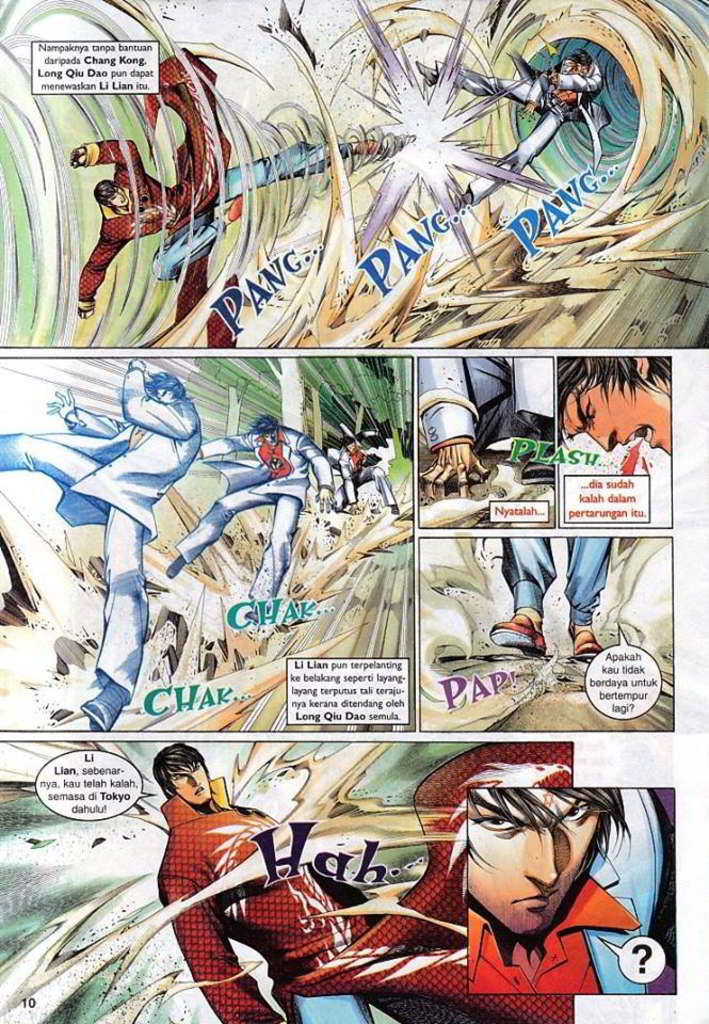 Nampaknya tanpa bantuan
daripada Chang Kong,
Long Qiu Dao pun dapat
menewaskan Li Lian itu.
PANG...
PANG...
PANG...
CHAK...
CHAK...
Li Lian pun terpelanting
ke belakang seperti layang-
layang terputus tali teraju-
nya kerana ditendang oleh
Long Qiu Dao semula.
PLASH...
Nyatalah...
...dia sudah
kalah dalam
pertarungan itu.
PAP!
Apakah
kau tidak
berdaya untuk
bertempur
lagi?
Li
Lian, sebenar-
nya, kau telah kalah,
semasa di Tokyo
dahulu!
Hah...
?
10